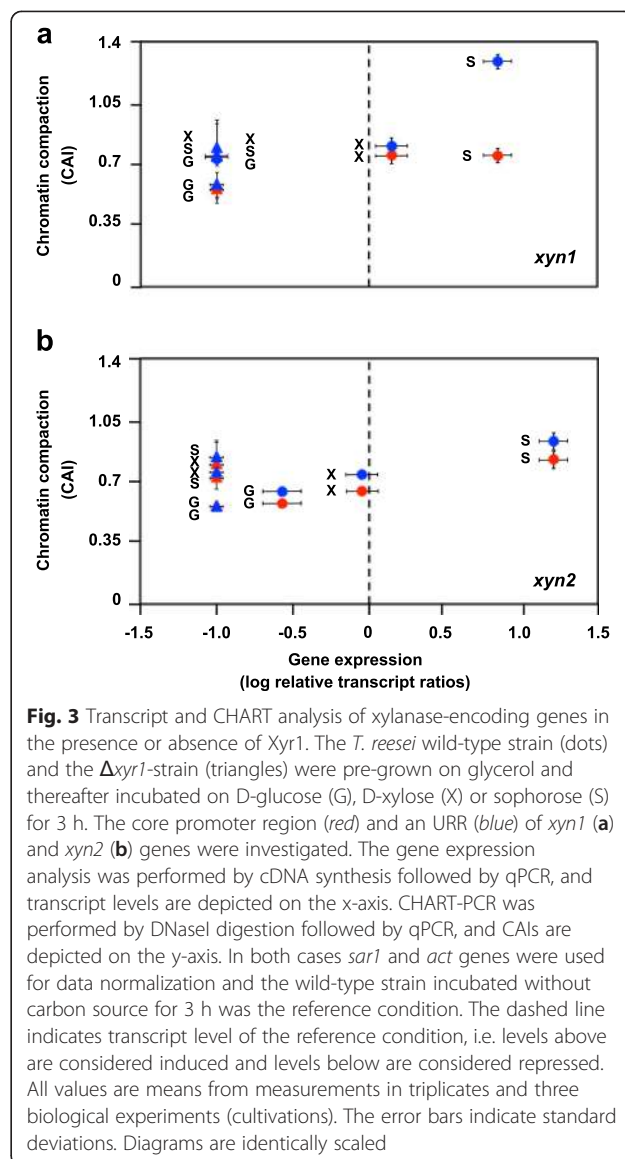 a
1.4
1.05
0.7
0.35
0
Chromatin compaction
(CAI)
X
S
G
X
S
G
G
G
X
X
S
S
xyn1
b
1.4
1.05
0.7
0.35
0
Chromatin compaction
(CAI)
S
X
X
S
G
G
G
G
X
X
S
S
xyn2
-1.5
-1.0
-0.5
0
0.5
1.0
1.5
Gene expression
(log relative transcript ratios)
Fig. 3 Transcript and CHART analysis of xylanase-encoding genes in
the presence or absence of Xyr1. The T. reesei wild-type strain (dots)
and the Δxyr1-strain (triangles) were pre-grown on glycerol and
thereafter incubated on D-glucose (G), D-xylose (X) or sophorose (S)
for 3 h. The core promoter region (red) and an URR (blue) of xyn1 (a)
and xyn2 (b) genes were investigated. The gene expression
analysis was performed by cDNA synthesis followed by qPCR, and
transcript levels are depicted on the x-axis. CHART-PCR was
performed by DNaseI digestion followed by qPCR, and CAIs are
depicted on the y-axis. In both cases sar1 and act genes were used
for data normalization and the wild-type strain incubated without
carbon source for 3 h was the reference condition. The dashed line
indicates transcript level of the reference condition, i.e. levels above
are considered induced and levels below are considered repressed.
All values are means from measurements in triplicates and three
biological experiments (cultivations). The error bars indicate standard
deviations. Diagrams are identically scaled